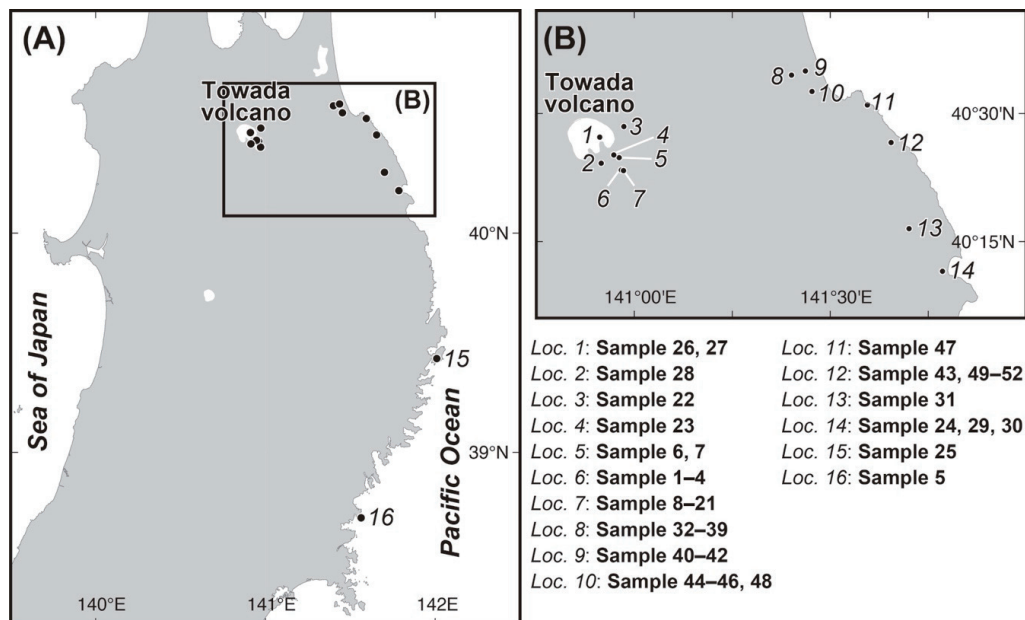 (A)
Towada
volcano
(B)
40°N
Sea of Japan
15
Pacific Ocean
39°N
16
140°E
141°E
142°E
(B)
8
9
10
11
Towada
volcano
40°30'N
1
3
4
12
2
5
6
7
13
40°15'N
14
141°00'E
141°30'E
Loc. 1: Sample 26, 27
Loc. 2: Sample 28
Loc. 3: Sample 22
Loc. 4: Sample 23
Loc. 5: Sample 6, 7
Loc. 6: Sample 1–4
Loc. 7: Sample 8–21
Loc. 8: Sample 32–39
Loc. 9: Sample 40–42
Loc. 10: Sample 44–46, 48
Loc. 11: Sample 47
Loc. 12: Sample 43, 49–52
Loc. 13: Sample 31
Loc. 14: Sample 24, 29, 30
Loc. 15: Sample 25
Loc. 16: Sample 5